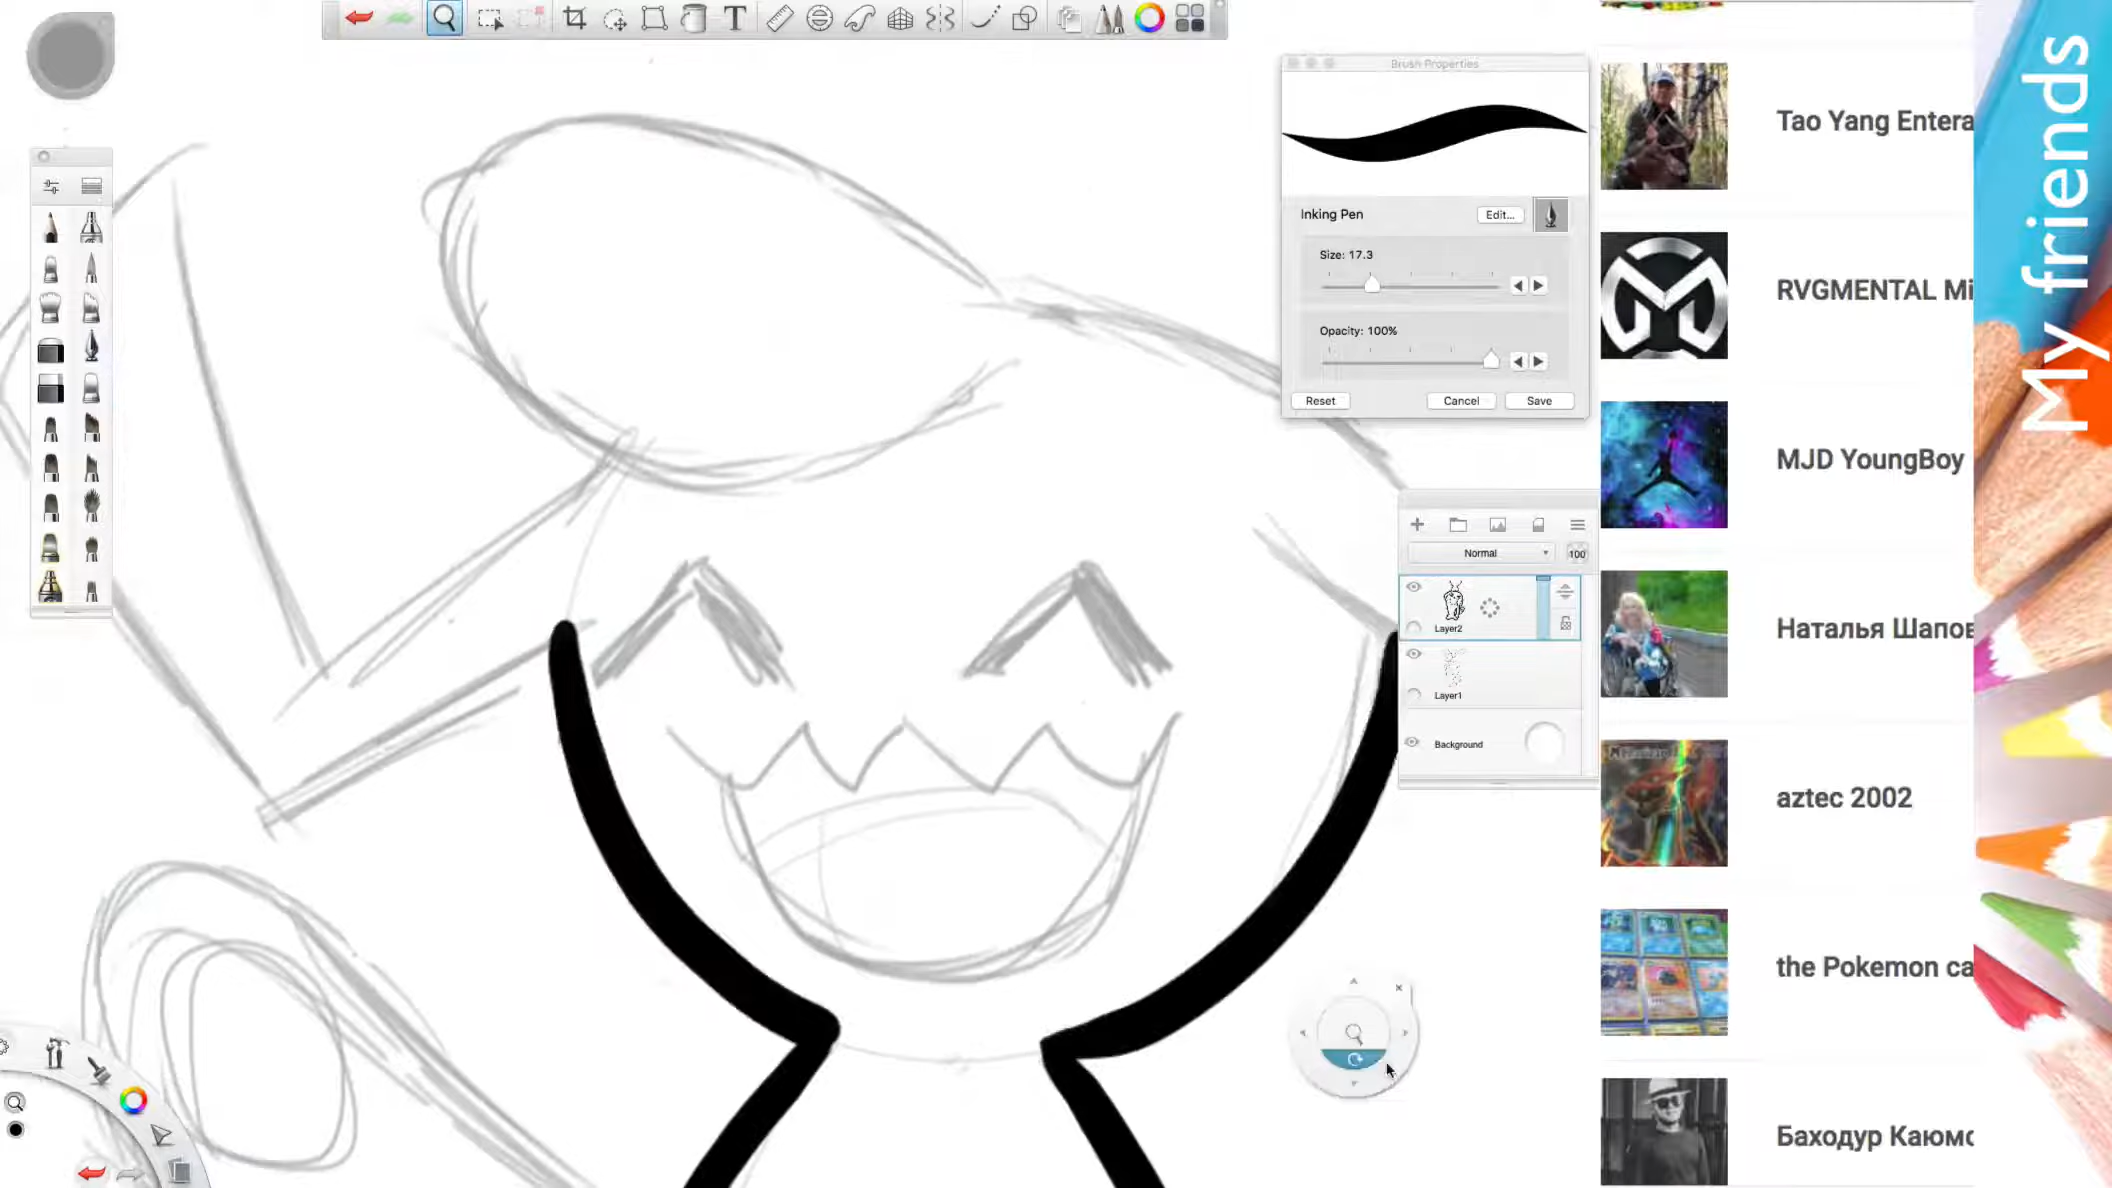 Brush Properties
Inking Pen
Edit...
Size: 17.3
Opacity: 100%
Reset
Cancel
Save
Normal
100
Layer2
Layer1
Background
Tao Yang Entera
RVGMENTAL Mi
MJD YoungBoy
Наталья Шапов
aztec 2002
the Pokemon ca
Баходур Каюмо
My friends